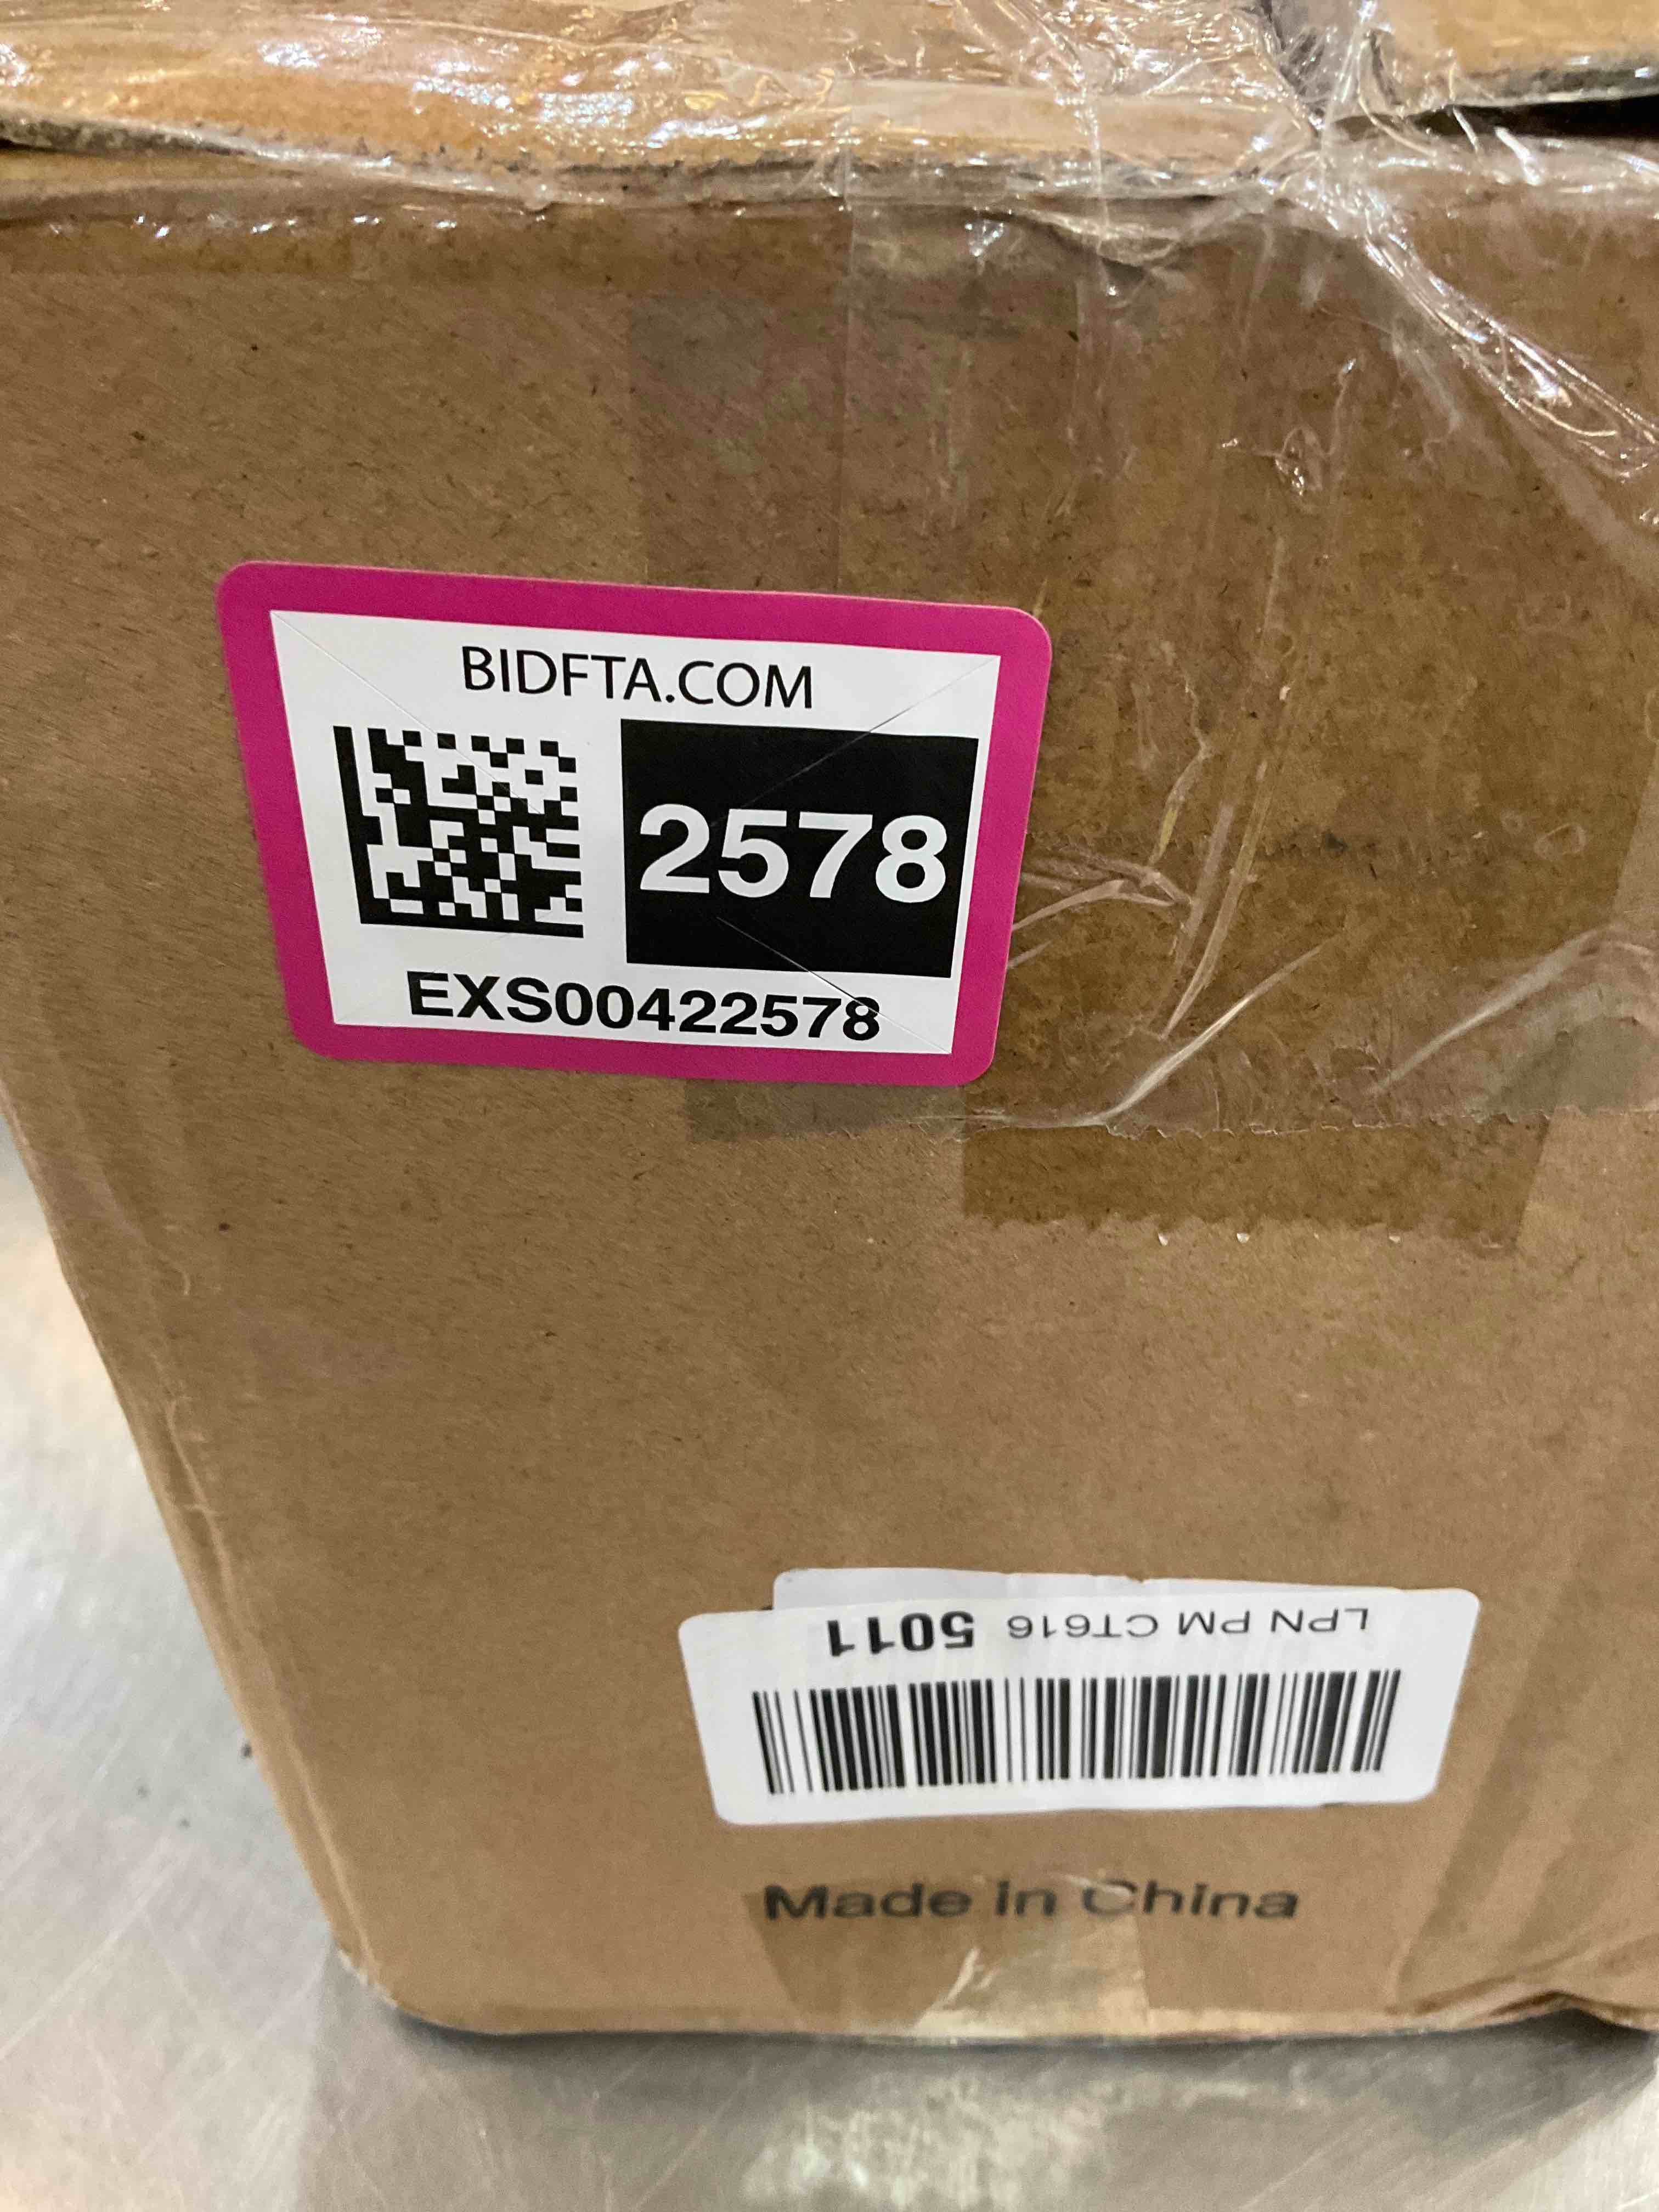 BIDFTA.COM
2578
EXS00422578
LPN PM CT616 5011
Made in China